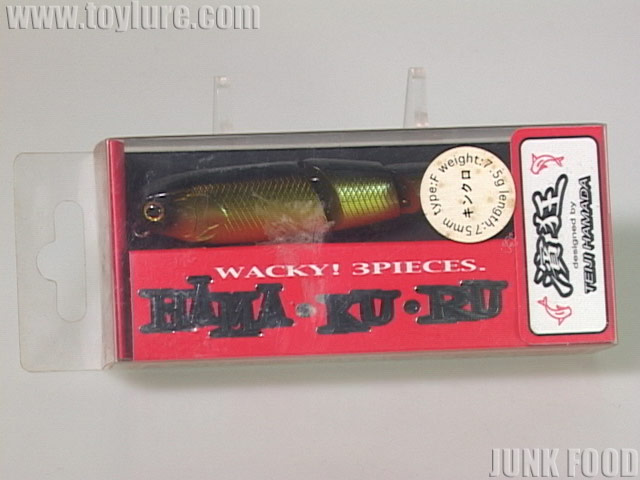 www.toylure.com
type:F weight:7.5g length:75mm
キンクロ
WACKY! 3PIECES.
HAMA・KU・RU
濱狂
designed by
TEIJI HAMADA
JUNK FOOD